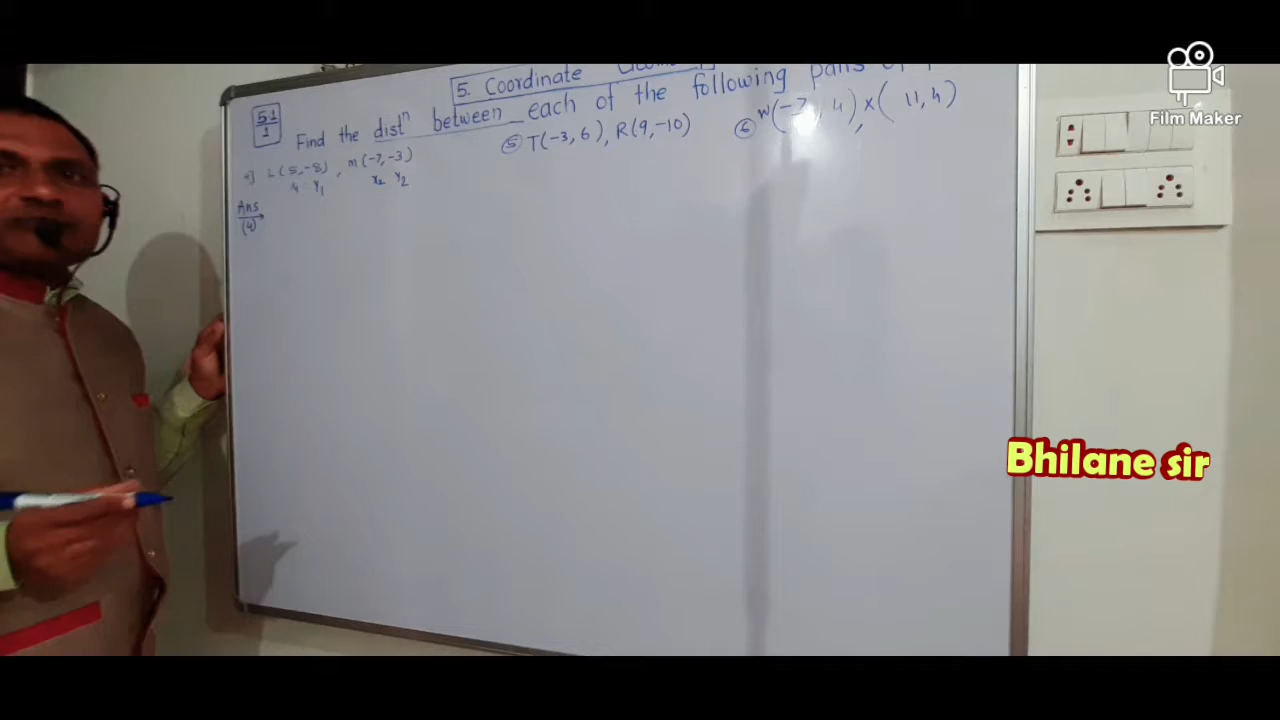 5. Coordinate
5.1
1
Find the distⁿ between each of the following pairs of
4] L(5,-8), M(-7,-3)
x₁ y₁ x₂ y₂
⑤ T(-3, 6), R(9,-10)
⑥ W(-7, 4), X( 11, 4)
Ans
(4)
Film Maker
Bhilane sir